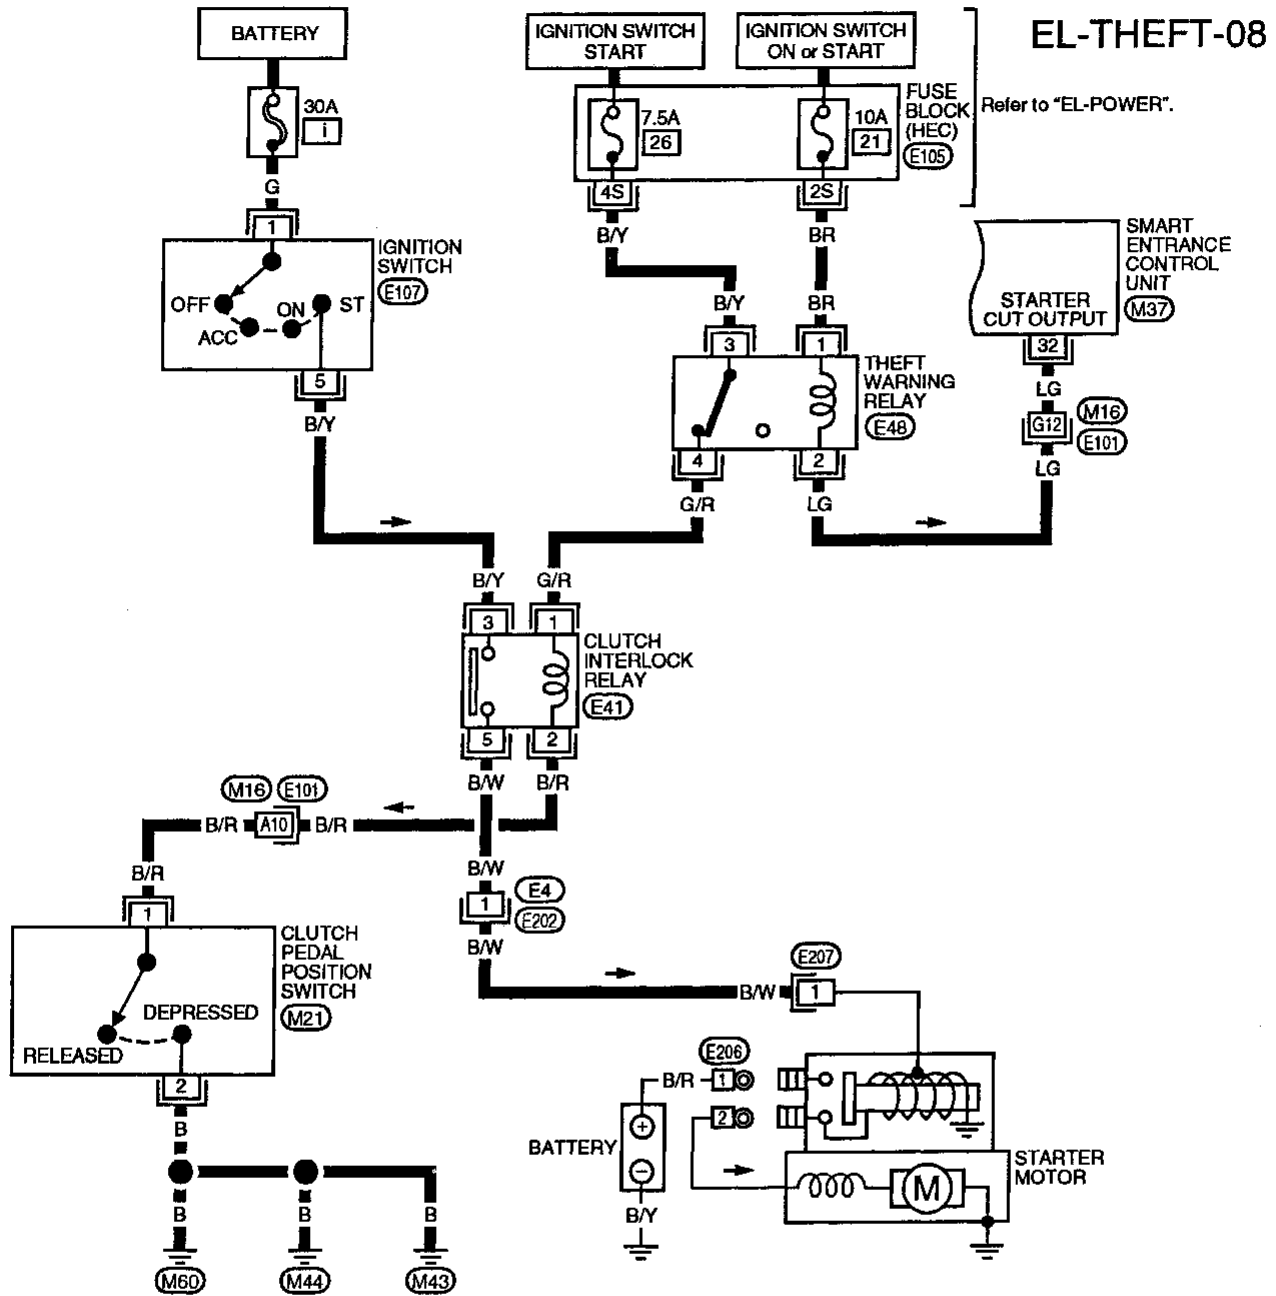 EL-THEFT-08
BATTERY
IGNITION SWITCH
START
IGNITION SWITCH
ON or START
30A
i
7.5A
26
10A
21
FUSE
BLOCK
(HEC)
E105
Refer to "EL-POWER".
G
4S
2S
B/Y
BR
1
IGNITION
SWITCH
E107
OFF
ACC
ON
ST
5
B/Y
B/Y
BR
3
1
THEFT
WARNING
RELAY
E48
4
2
G/R
LG
SMART
ENTRANCE
CONTROL
UNIT
M37
STARTER
CUT OUTPUT
32
LG
G12
M16
E101
LG
B/Y
G/R
3
1
CLUTCH
INTERLOCK
RELAY
E41
5
2
B/W
B/R
M16
E101
B/R
A10
B/R
B/R
B/W
1
E4
E202
B/W
1
CLUTCH
PEDAL
POSITION
SWITCH
M21
DEPRESSED
RELEASED
2
B
B
B
B
M60
M44
M43
B/W
E207
1
E206
B/R
1
2
BATTERY
+
−
B/Y
M
STARTER
MOTOR